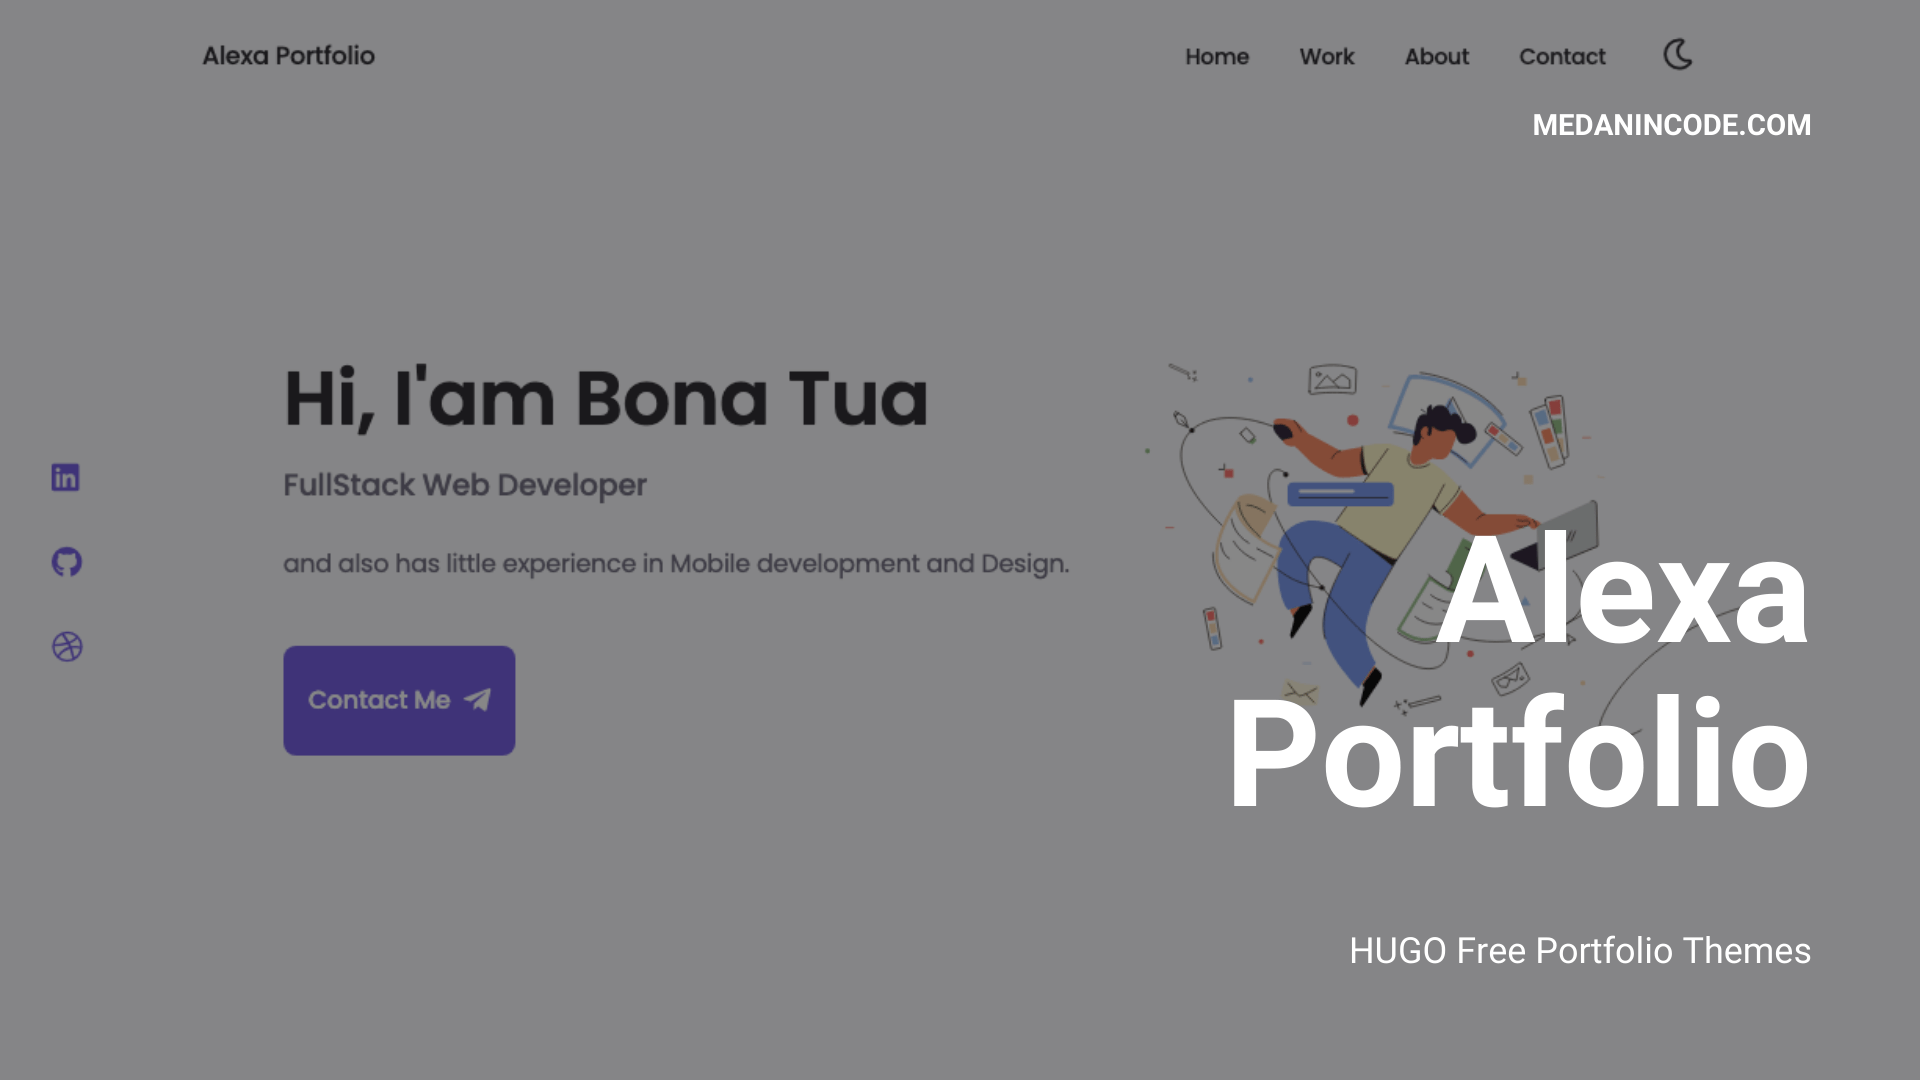 Alexa Portfolio
Home Work About Contact
MEDANINCODE.COM
Hi, I'am Bona Tua
FullStack Web Developer
and also has little experience in Mobile development and Design.
Contact Me
Alexa
Portfolio
HUGO Free Portfolio Themes